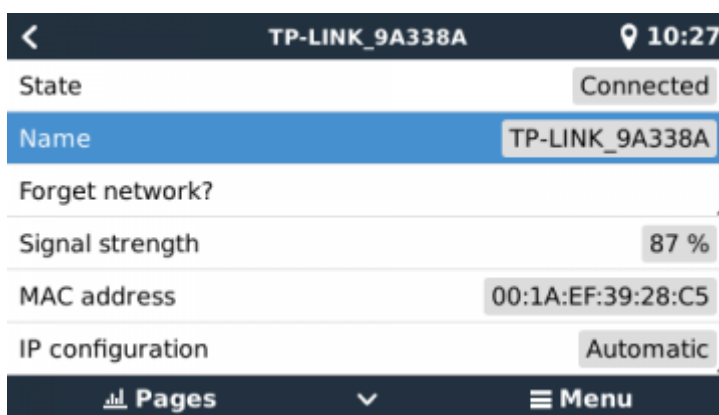 TP-LINK_9A338A 10:27
State Connected
Name TP-LINK_9A338A
Forget network?
Signal strength 87 %
MAC address 00:1A:EF:39:28:C5
IP configuration Automatic
Pages Menu